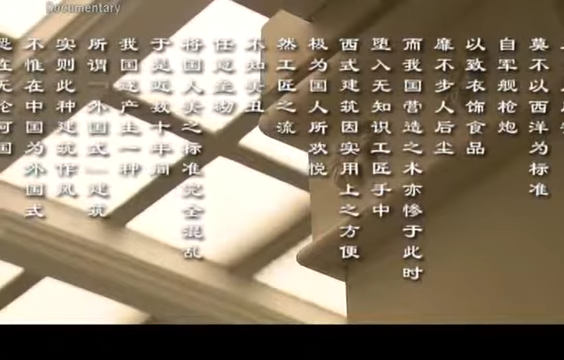 Documentary
莫不以西洋为标准
自军舰枪炮
以致衣饰食品
靡不步人后尘
而我国营造之术亦惨于此时
堕入无知识工匠手中
西式建筑因实用上之方便
极为国人所欢悦
然工匠之流
不知美丑
任意
将国人美之标准完全混乱
于是近数十年间
我国遂产生一种
所谓「外国式」建筑
实则此种建筑作风
不惟在中国为外国式
恐在无论何国